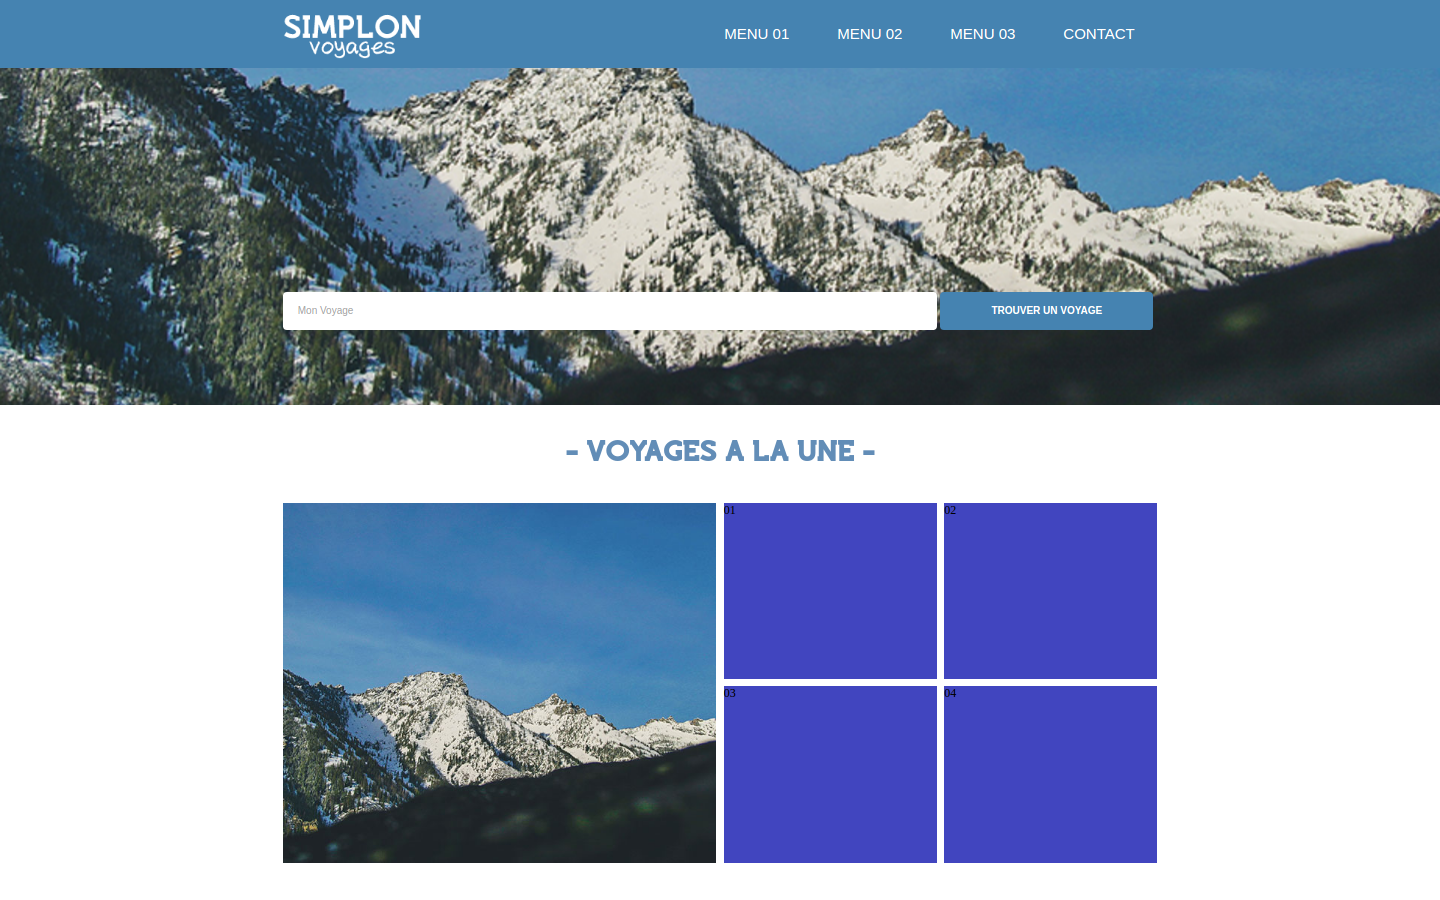 SIMPLON
voyages
MENU 01
MENU 02
MENU 03
CONTACT
Mon Voyage
TROUVER UN VOYAGE
- VOYAGES A LA UNE -
01
02
03
04